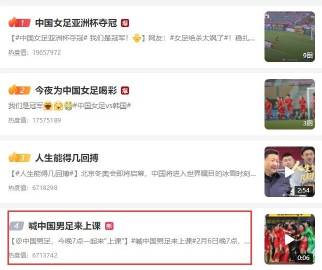 1 中国女足亚洲杯夺冠 爆
【#中国女足亚洲杯夺冠# 我们是冠军！】网友：#女足绝杀太飒了#！稳扎...
热度值：19657972
2 今夜为中国女足喝彩 爆
我们是冠军#中国女足vs韩国#
热度值：17575189
9图
3 人生能得几回搏
【#人生能得几回搏#】北京冬奥会即将启幕，中国将进入世界瞩目的冰雪时刻...
热度值：6718298
2:54
4 喊中国男足来上课 新
【@中国男足，今晚7点一起来“上课”】#喊中国男足来上课#2月6日晚7点，...
热度值：6713742
0:06